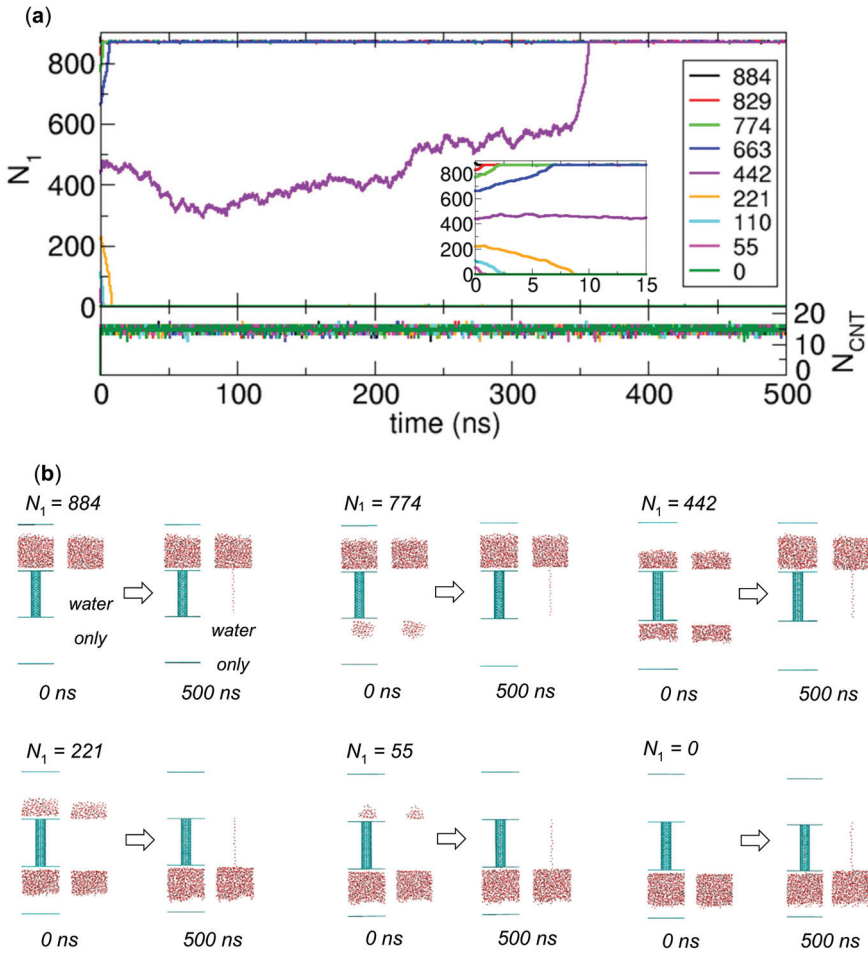 (a)
800
600
400
200
0
N1
800
600
400
200
0
0 5 10 15
884
829
774
663
442
221
110
55
0
20
10
0
NCNT
0 100 200 300 400 500
time (ns)
(b)
N1 = 884 N1 = 774 N1 = 442
water
only
water
only
0 ns 500 ns 0 ns 500 ns 0 ns 500 ns
N1 = 221 N1 = 55 N1 = 0
0 ns 500 ns 0 ns 500 ns 0 ns 500 ns